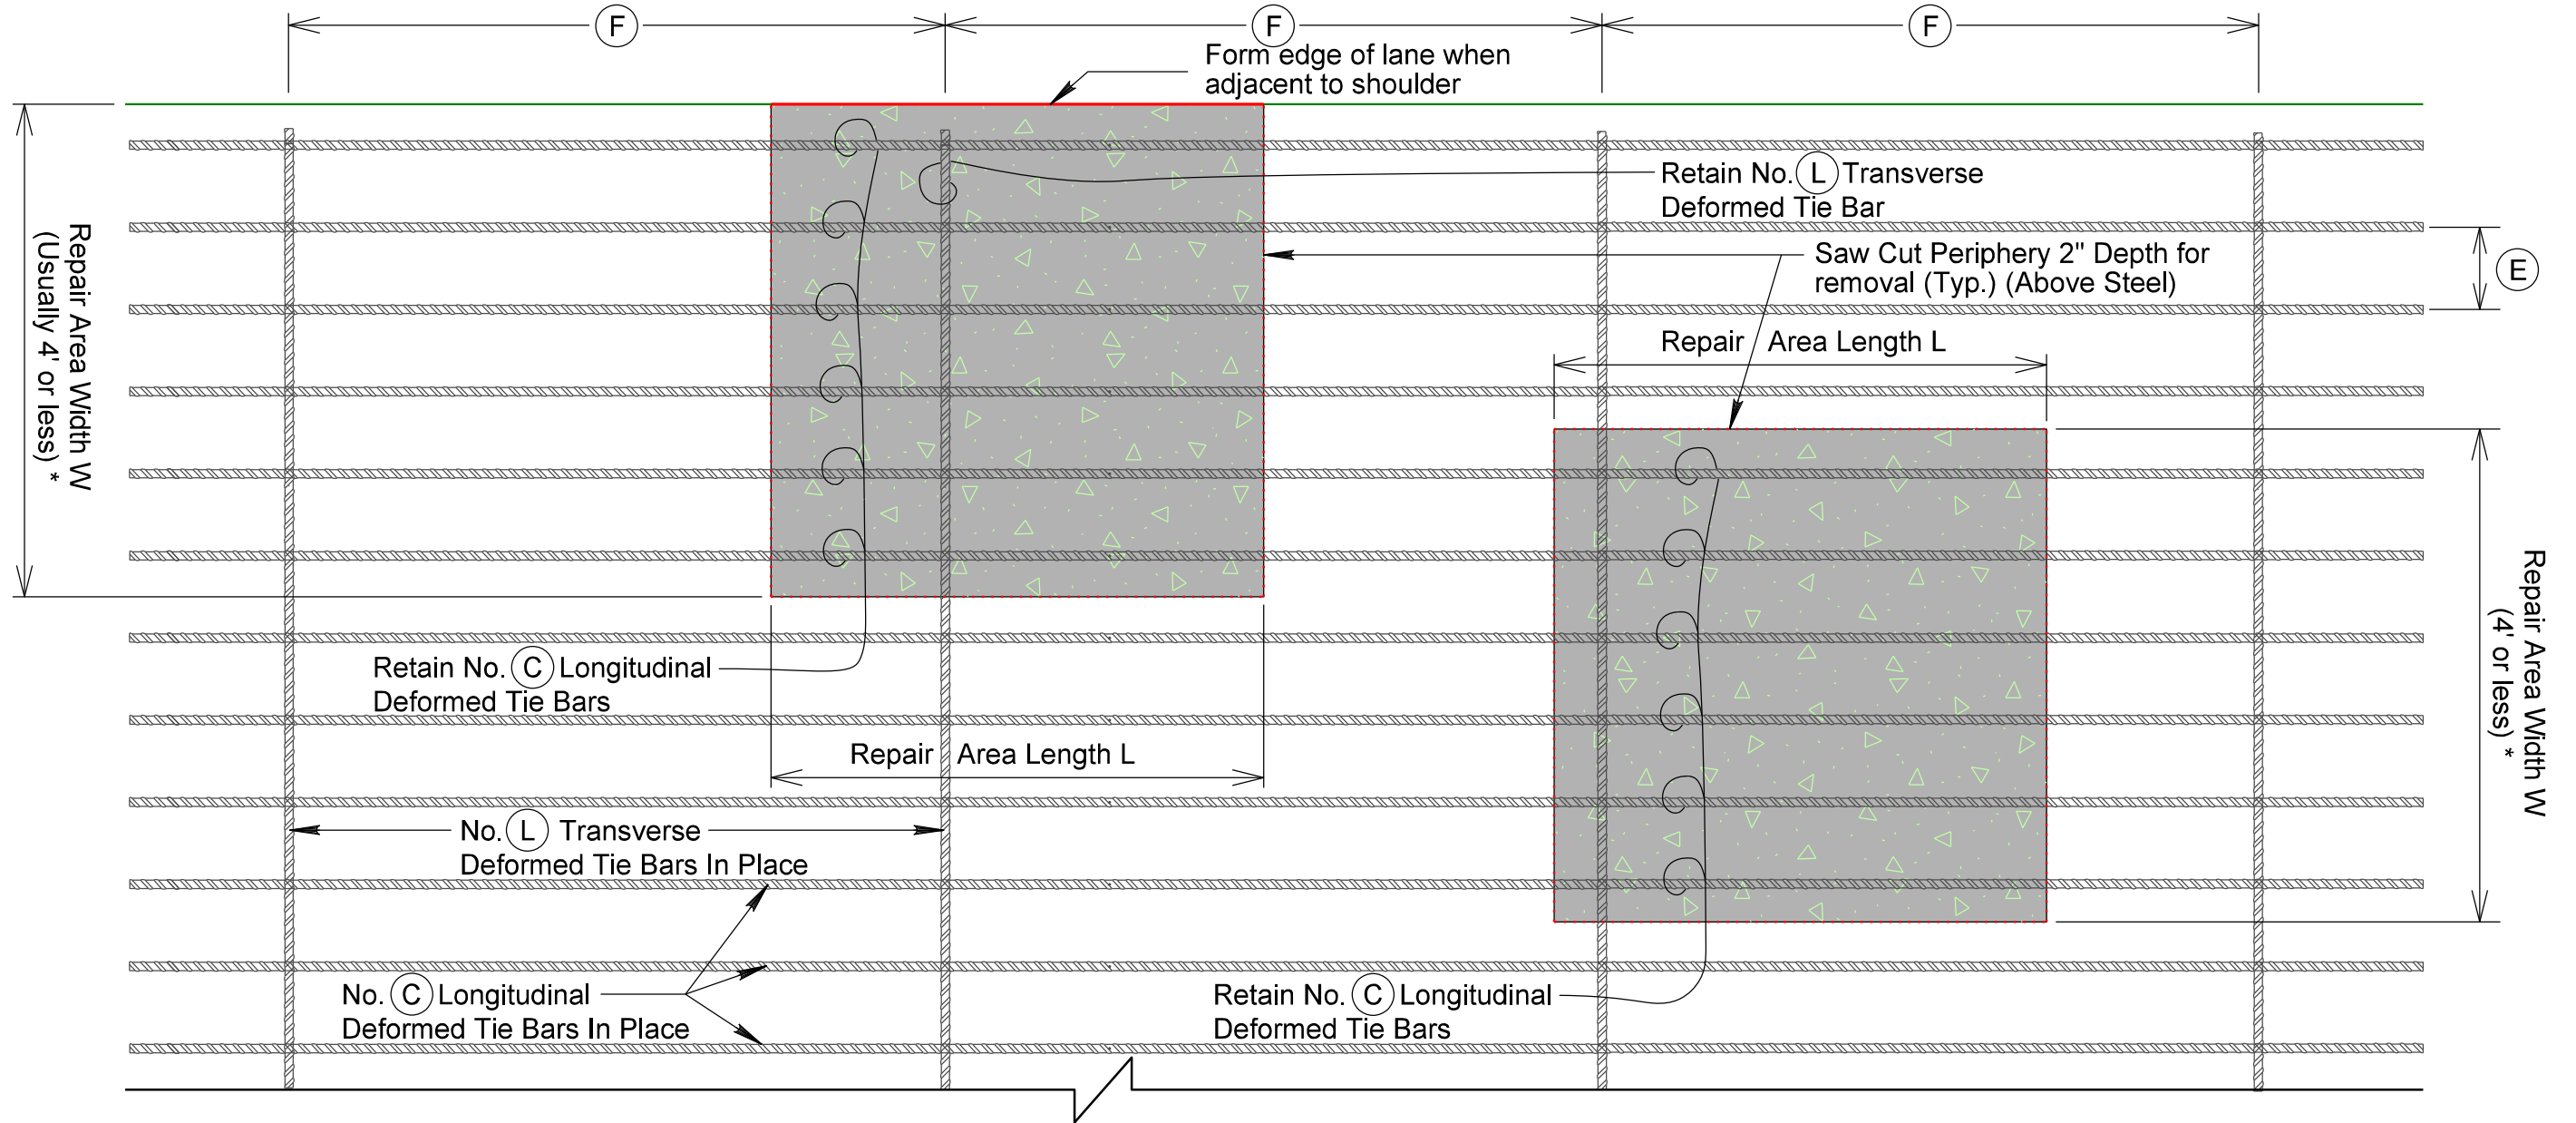 F
F
F
Form edge of lane when
adjacent to shoulder
Retain No. L Transverse
Deformed Tie Bar
Saw Cut Periphery 2" Depth for
removal (Typ.) (Above Steel)
E
Repair Area Width W
(Usually 4' or less) *
Repair Area Length L
Repair Area Width W
(4' or less) *
Retain No. C Longitudinal
Deformed Tie Bars
Repair Area Length L
No. L Transverse
Deformed Tie Bars In Place
No. C Longitudinal
Deformed Tie Bars In Place
Retain No. C Longitudinal
Deformed Tie Bars